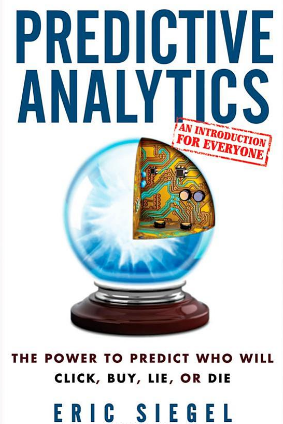 PREDICTIVE
ANALYTICS
AN INTRODUCTION
FOR EVERYONE
THE POWER TO PREDICT WHO WILL
CLICK, BUY, LIE, OR DIE
ERIC SIEGEL